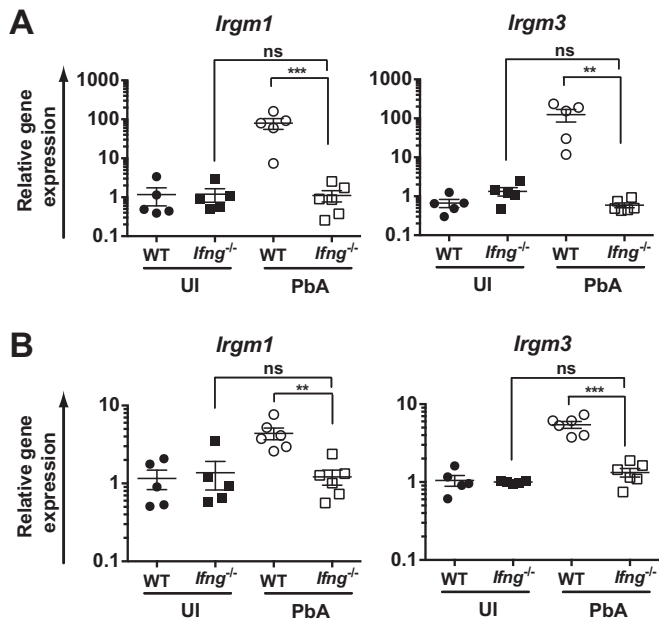 A
Irgm1
Irgm3
Relative gene
expression
ns
***
1000
100
10
1
0.1
WT
Ifng-/-
WT
Ifng-/-
UI
PbA
ns
**
1000
100
10
1
0.1
WT
Ifng-/-
WT
Ifng-/-
UI
PbA
B
Irgm1
Irgm3
Relative gene
expression
ns
**
10
1
0.1
WT
Ifng-/-
WT
Ifng-/-
UI
PbA
ns
***
10
1
0.1
WT
Ifng-/-
WT
Ifng-/-
UI
PbA